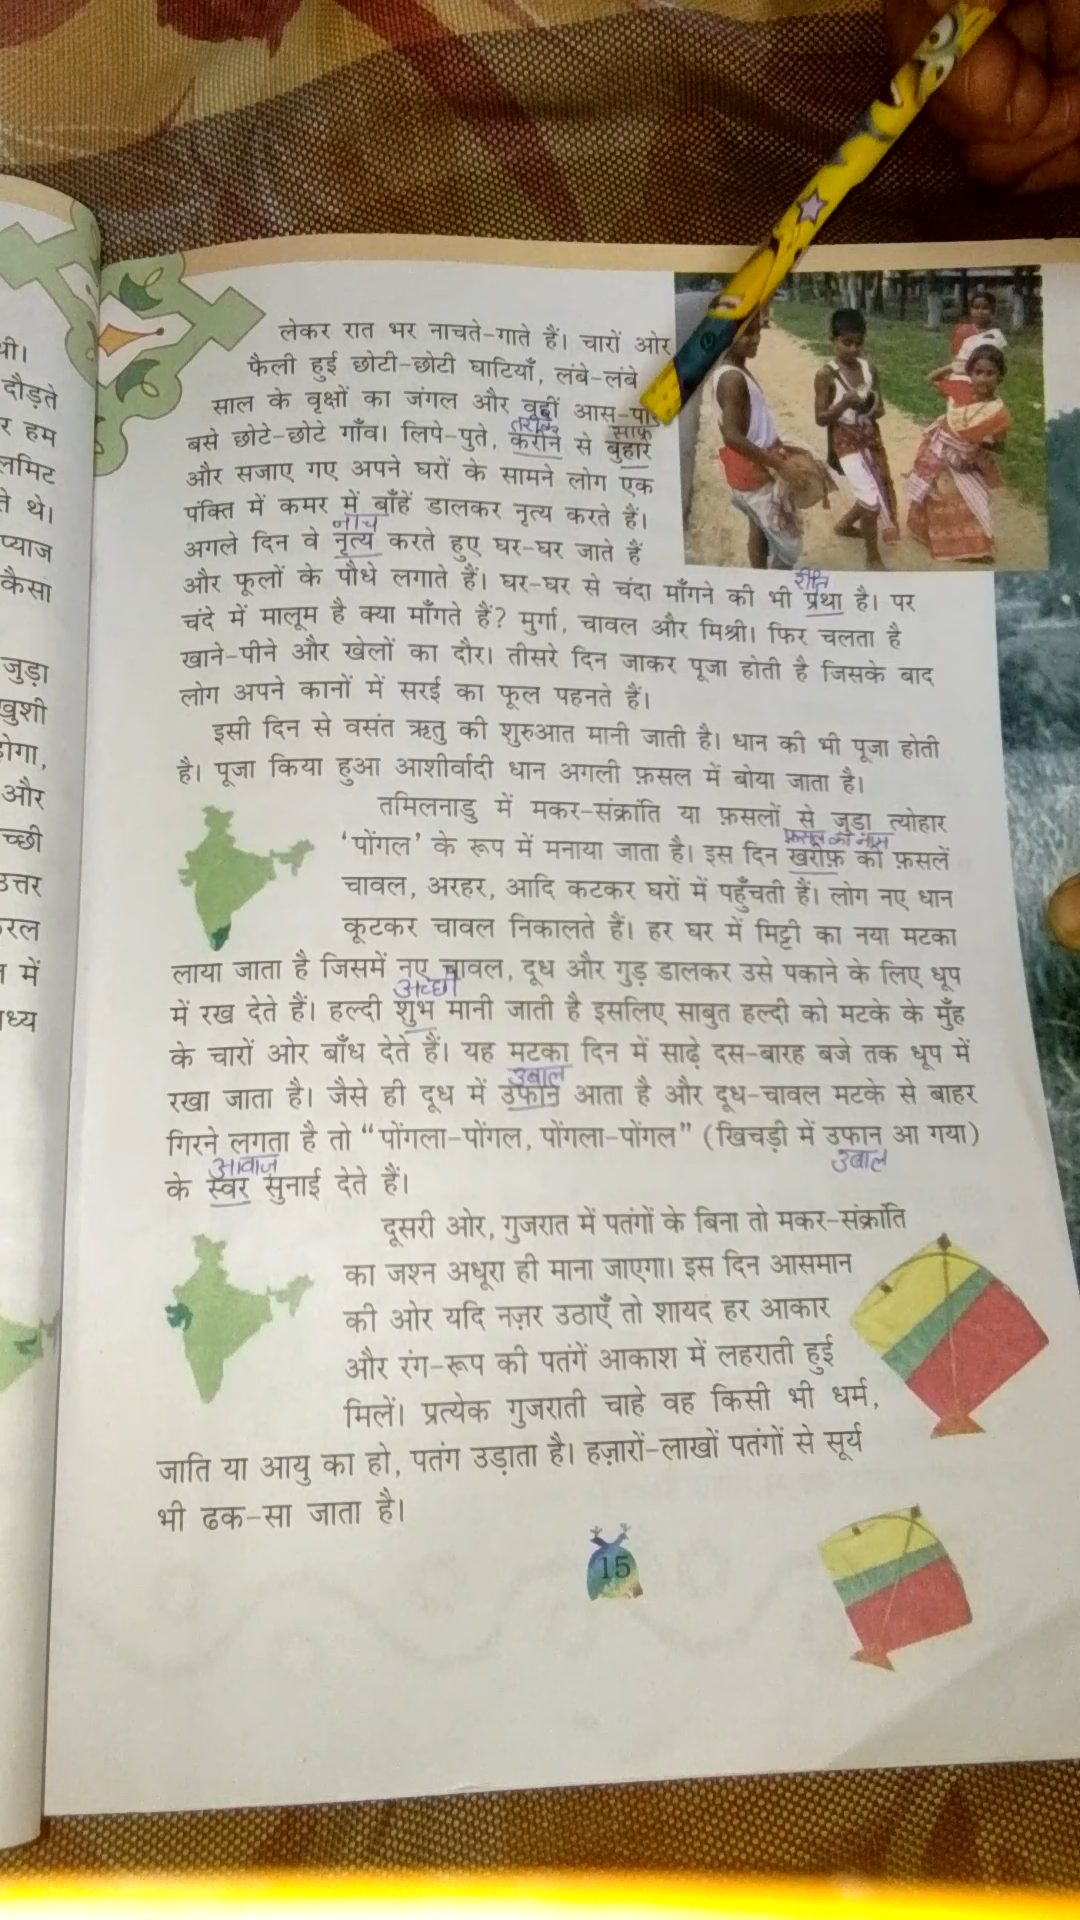 थी।
दौड़ते
र हम
लमिट
ते थे।
प्याज
कैसा
जुड़ा
खुशी
होगा,
और
च्छी
उत्तर
रल
में
ध्य
लेकर रात भर नाचते-गाते हैं। चारों ओर
फैली हुई छोटी-छोटी घाटियाँ, लंबे-लंबे
साल के वृक्षों का जंगल और वहीं आस-पा
तरीके साफ़
बसे छोटे-छोटे गाँव। लिपे-पुते, करीने से बुहारे
और सजाए गए अपने घरों के सामने लोग एक
पंक्ति में कमर में बाँहें डालकर नृत्य करते हैं।
नाच
अगले दिन वे नृत्य करते हुए घर-घर जाते हैं
और फूलों के पौधे लगाते हैं। घर-घर से चंदा माँगने की भी प्रथा है। पर
रीति
चंदे में मालूम है क्या माँगते हैं? मुर्गा, चावल और मिश्री। फिर चलता है
खाने-पीने और खेलों का दौर। तीसरे दिन जाकर पूजा होती है जिसके बाद
लोग अपने कानों में सरई का फूल पहनते हैं।
इसी दिन से वसंत ऋतु की शुरुआत मानी जाती है। धान की भी पूजा होती
है। पूजा किया हुआ आशीर्वादी धान अगली फ़सल में बोया जाता है।
तमिलनाडु में मकर-संक्रांति या फ़सलों से जुड़ा त्योहार
फ़सल का नाम
‘पोंगल’ के रूप में मनाया जाता है। इस दिन खरीफ़ की फ़सलें
चावल, अरहर, आदि कटकर घरों में पहुँचती हैं। लोग नए धान
कूटकर चावल निकालते हैं। हर घर में मिट्टी का नया मटका
लाया जाता है जिसमें नए चावल, दूध और गुड़ डालकर उसे पकाने के लिए धूप
अच्छी
में रख देते हैं। हल्दी शुभ मानी जाती है इसलिए साबुत हल्दी को मटके के मुँह
के चारों ओर बाँध देते हैं। यह मटका दिन में साढ़े दस-बारह बजे तक धूप में
उबाल
रखा जाता है। जैसे ही दूध में उफान आता है और दूध-चावल मटके से बाहर
गिरने लगता है तो “पोंगला-पोंगल, पोंगला-पोंगल” (खिचड़ी में उफान आ गया)
आवाज़ उबाल
के स्वर सुनाई देते हैं।
दूसरी ओर, गुजरात में पतंगों के बिना तो मकर-संक्रांति
का जश्न अधूरा ही माना जाएगा। इस दिन आसमान
की ओर यदि नज़र उठाएँ तो शायद हर आकार
और रंग-रूप की पतंगें आकाश में लहराती हुई
मिलें। प्रत्येक गुजराती चाहे वह किसी भी धर्म,
जाति या आयु का हो, पतंग उड़ाता है। हज़ारों-लाखों पतंगों से सूर्य
भी ढक-सा जाता है।
15